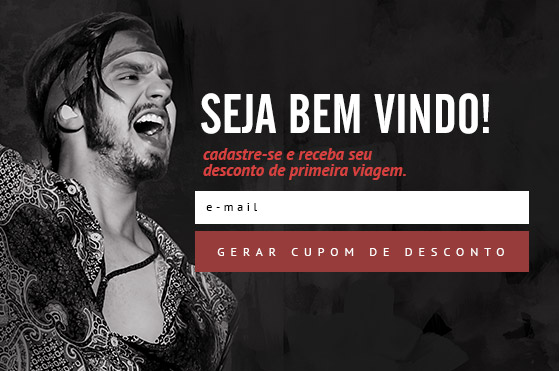 SEJA BEM VINDO!
cadastre-se e receba seu
desconto de primeira viagem.
e-mail
GERAR CUPOM DE DESCONTO